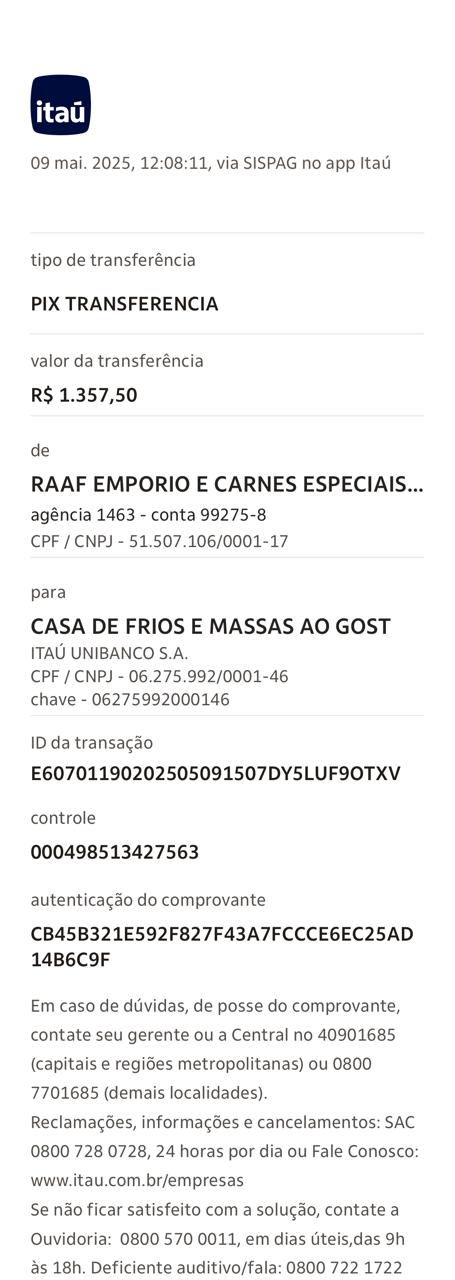 itaú
09 mai. 2025, 12:08:11, via SISPAG no app Itaú
tipo de transferência
PIX TRANSFERENCIA
valor da transferência
R$ 1.357,50
de
RAAF EMPORIO E CARNES ESPECIAIS...
agência 1463 - conta 99275-8
CPF / CNPJ - 51.507.106/0001-17
para
CASA DE FRIOS E MASSAS AO GOST
ITAÚ UNIBANCO S.A.
CPF / CNPJ - 06.275.992/0001-46
chave - 06275992000146
ID da transação
E60701190202505091507DY5LUF9OTXV
controle
000498513427563
autenticação do comprovante
CB45B321E592F827F43A7FCCCE6EC25AD
14B6C9F
Em caso de dúvidas, de posse do comprovante,
contate seu gerente ou a Central no 40901685
(capitais e regiões metropolitanas) ou 0800
7701685 (demais localidades).
Reclamações, informações e cancelamentos: SAC
0800 728 0728, 24 horas por dia ou Fale Conosco:
www.itau.com.br/empresas
Se não ficar satisfeito com a solução, contate a
Ouvidoria:  0800 570 0011, em dias úteis,das 9h
às 18h. Deficiente auditivo/fala: 0800 722 1722